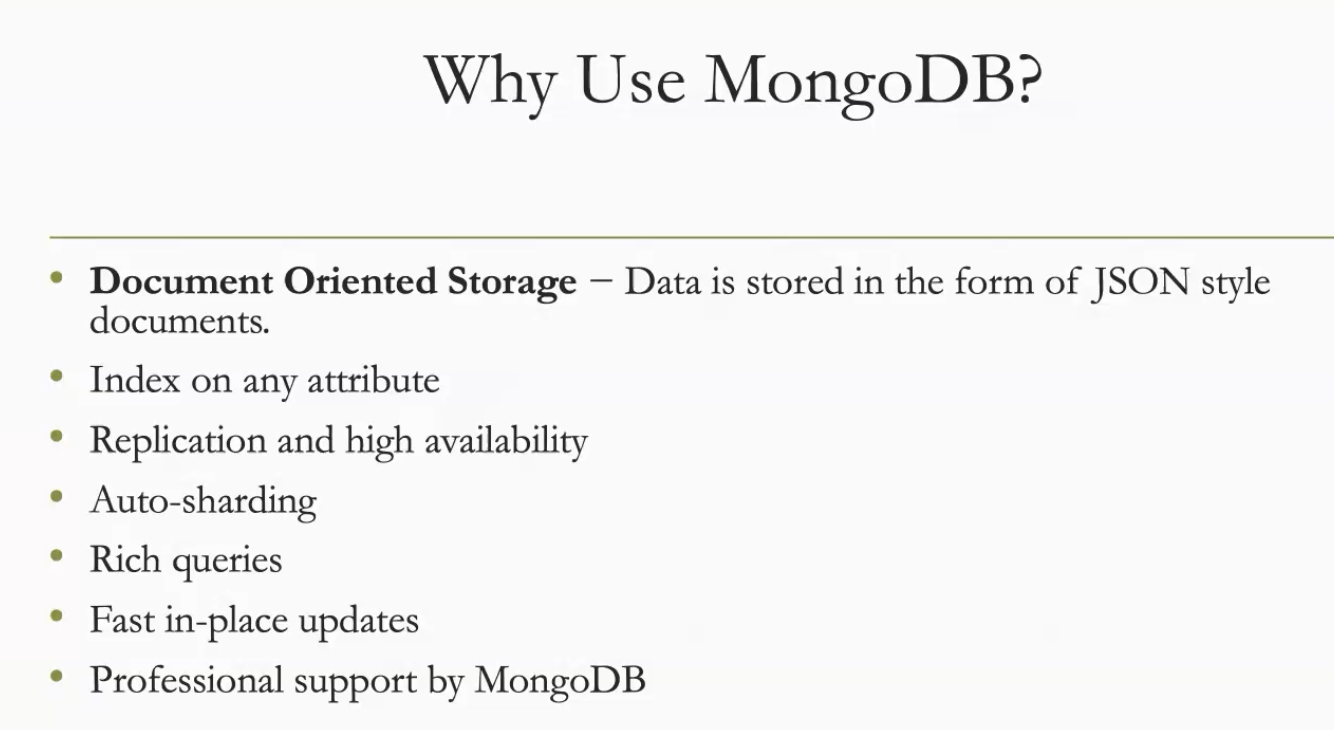 Why Use MongoDB?
• Document Oriented Storage − Data is stored in the form of JSON style
documents.
• Index on any attribute
• Replication and high availability
• Auto-sharding
• Rich queries
• Fast in-place updates
• Professional support by MongoDB